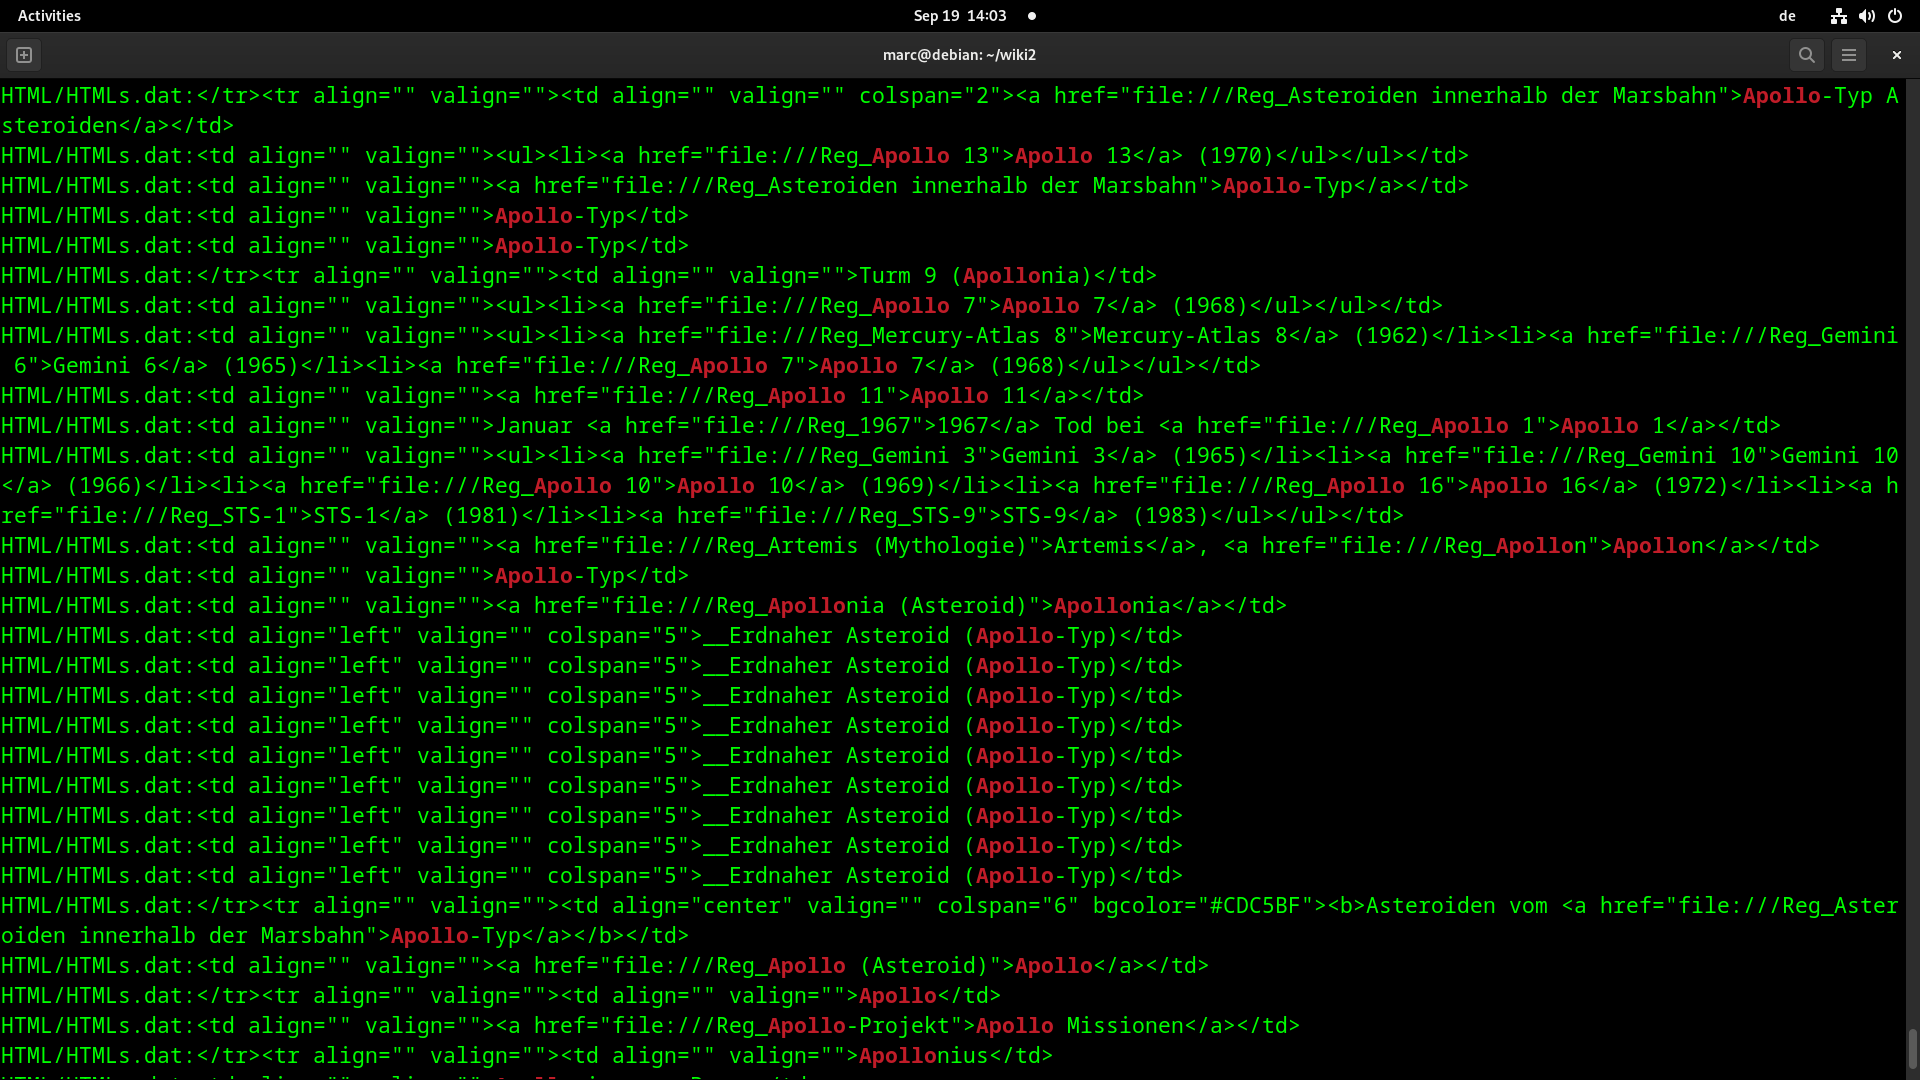 Activities
Sep 19 14:03
de
marc@debian: ~/wiki2
HTML/HTMLs.dat:</tr><tr align="" valign=""><td align="" valign="" colspan="2"><a href="file:///Reg_Asteroiden innerhalb der Marsbahn">Apollo-Typ A
steroiden</a></td>
HTML/HTMLs.dat:<td align="" valign=""><ul><li><a href="file:///Reg_Apollo 13">Apollo 13</a> (1970)</ul></ul></td>
HTML/HTMLs.dat:<td align="" valign=""><a href="file:///Reg_Asteroiden innerhalb der Marsbahn">Apollo-Typ</a></td>
HTML/HTMLs.dat:<td align="" valign="">Apollo-Typ</td>
HTML/HTMLs.dat:<td align="" valign="">Apollo-Typ</td>
HTML/HTMLs.dat:</tr><tr align="" valign=""><td align="" valign="">Turm 9 (Apollonia)</td>
HTML/HTMLs.dat:<td align="" valign=""><ul><li><a href="file:///Reg_Apollo 7">Apollo 7</a> (1968)</ul></ul></td>
HTML/HTMLs.dat:<td align="" valign=""><ul><li><a href="file:///Reg_Mercury-Atlas 8">Mercury-Atlas 8</a> (1962)</li><li><a href="file:///Reg_Gemini
 6">Gemini 6</a> (1965)</li><li><a href="file:///Reg_Apollo 7">Apollo 7</a> (1968)</ul></ul></td>
HTML/HTMLs.dat:<td align="" valign=""><a href="file:///Reg_Apollo 11">Apollo 11</a></td>
HTML/HTMLs.dat:<td align="" valign="">Januar <a href="file:///Reg_1967">1967</a> Tod bei <a href="file:///Reg_Apollo 1">Apollo 1</a></td>
HTML/HTMLs.dat:<td align="" valign=""><ul><li><a href="file:///Reg_Gemini 3">Gemini 3</a> (1965)</li><li><a href="file:///Reg_Gemini 10">Gemini 10
</a> (1966)</li><li><a href="file:///Reg_Apollo 10">Apollo 10</a> (1969)</li><li><a href="file:///Reg_Apollo 16">Apollo 16</a> (1972)</li><li><a h
ref="file:///Reg_STS-1">STS-1</a> (1981)</li><li><a href="file:///Reg_STS-9">STS-9</a> (1983)</ul></ul></td>
HTML/HTMLs.dat:<td align="" valign=""><a href="file:///Reg_Artemis (Mythologie)">Artemis</a>, <a href="file:///Reg_Apollon">Apollon</a></td>
HTML/HTMLs.dat:<td align="" valign="">Apollo-Typ</td>
HTML/HTMLs.dat:<td align="" valign=""><a href="file:///Reg_Apollonia (Asteroid)">Apollonia</a></td>
HTML/HTMLs.dat:<td align="left" valign="" colspan="5">__Erdnaher Asteroid (Apollo-Typ)</td>
HTML/HTMLs.dat:<td align="left" valign="" colspan="5">__Erdnaher Asteroid (Apollo-Typ)</td>
HTML/HTMLs.dat:<td align="left" valign="" colspan="5">__Erdnaher Asteroid (Apollo-Typ)</td>
HTML/HTMLs.dat:<td align="left" valign="" colspan="5">__Erdnaher Asteroid (Apollo-Typ)</td>
HTML/HTMLs.dat:<td align="left" valign="" colspan="5">__Erdnaher Asteroid (Apollo-Typ)</td>
HTML/HTMLs.dat:<td align="left" valign="" colspan="5">__Erdnaher Asteroid (Apollo-Typ)</td>
HTML/HTMLs.dat:<td align="left" valign="" colspan="5">__Erdnaher Asteroid (Apollo-Typ)</td>
HTML/HTMLs.dat:<td align="left" valign="" colspan="5">__Erdnaher Asteroid (Apollo-Typ)</td>
HTML/HTMLs.dat:<td align="left" valign="" colspan="5">__Erdnaher Asteroid (Apollo-Typ)</td>
HTML/HTMLs.dat:</tr><tr align="" valign=""><td align="center" valign="" colspan="6" bgcolor="#CDC5BF"><b>Asteroiden vom <a href="file:///Reg_Aster
oiden innerhalb der Marsbahn">Apollo-Typ</a></b></td>
HTML/HTMLs.dat:<td align="" valign=""><a href="file:///Reg_Apollo (Asteroid)">Apollo</a></td>
HTML/HTMLs.dat:</tr><tr align="" valign=""><td align="" valign="">Apollo</td>
HTML/HTMLs.dat:<td align="" valign=""><a href="file:///Reg_Apollo-Projekt">Apollo Missionen</a></td>
HTML/HTMLs.dat:</tr><tr align="" valign=""><td align="" valign="">Apollonius</td>